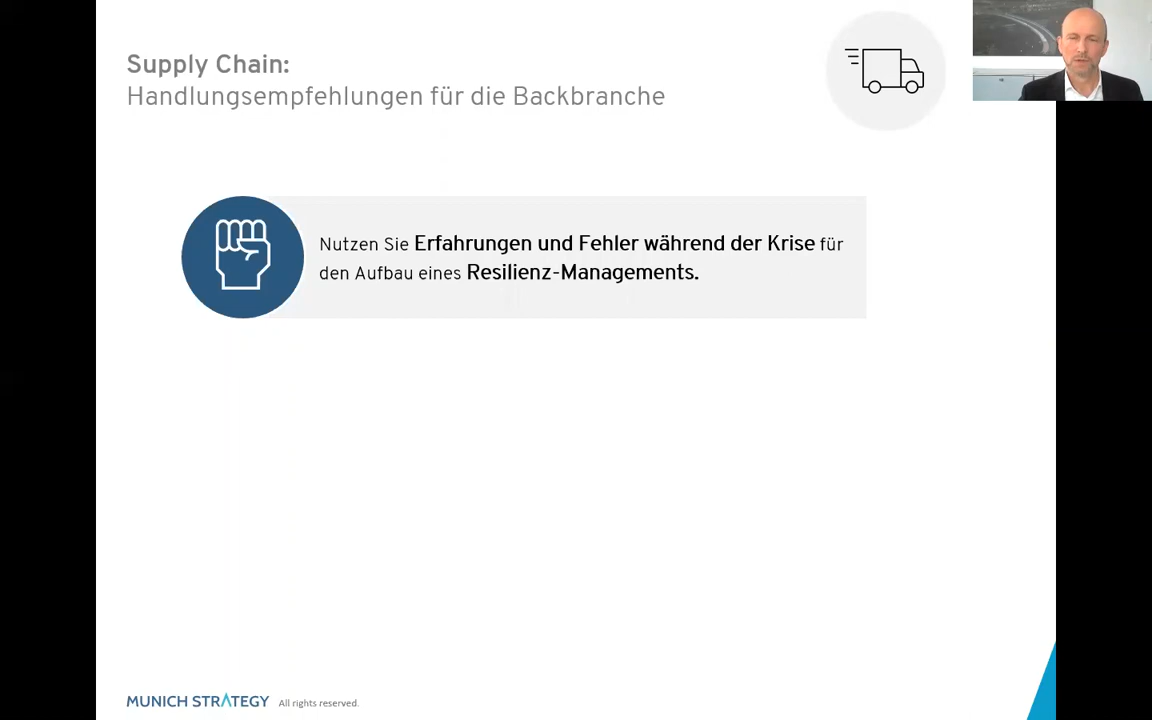 Supply Chain:
Handlungsempfehlungen für die Backbranche
Nutzen Sie Erfahrungen und Fehler während der Krise für
den Aufbau eines Resilienz-Managements.
MUNICH STRATEGY All rights reserved.